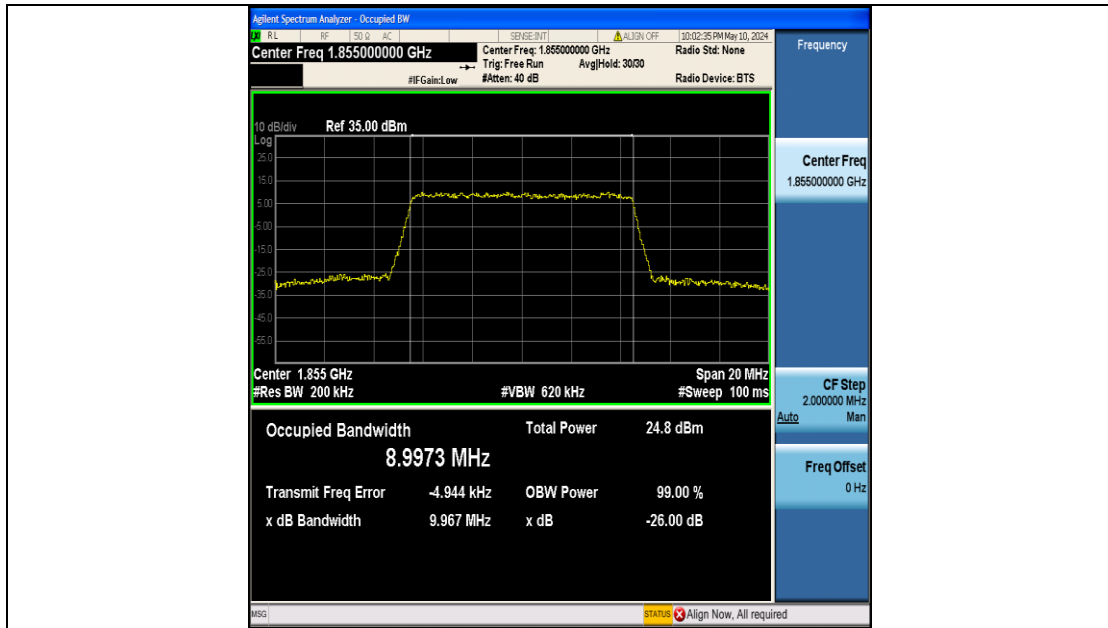 Agilent Spectrum Analyzer - Occupied BW
RL RF 50 Ω AC SENSE:INT ALIGN OFF 10:02:35 PM May 10, 2024
Center Freq 1.855000000 GHz
Center Freq: 1.855000000 GHz Radio Std: None
Trig: Free Run Avg|Hold: 30/30
#IFGain:Low #Atten: 40 dB Radio Device: BTS
Frequency
10 dB/div Ref 35.00 dBm
Log
25.0
15.0
5.00
-5.00
-15.0
-25.0
-35.0
-45.0
-55.0
Center 1.855 GHz Span 20 MHz
#Res BW 200 kHz #VBW 620 kHz #Sweep 100 ms
Occupied Bandwidth Total Power 24.8 dBm
8.9973 MHz
Transmit Freq Error -4.944 kHz OBW Power 99.00 %
x dB Bandwidth 9.967 MHz x dB -26.00 dB
Center Freq
1.855000000 GHz
CF Step
2.000000 MHz
Auto Man
Freq Offset
0 Hz
MSG STATUS Align Now, All required